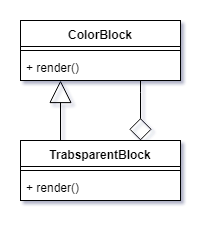 ColorBlock
+ render()
TrabsparentBlock
+ render()